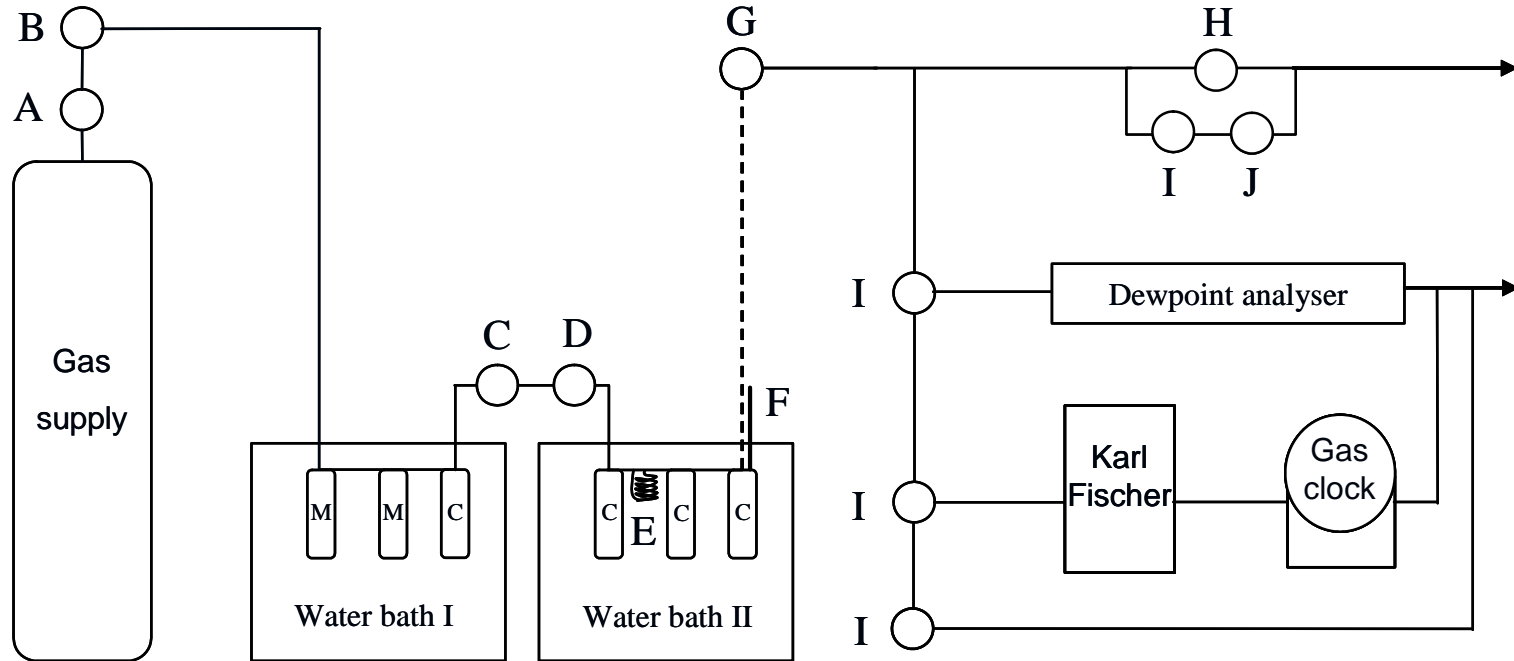 B
G
H
A
I
J
I
Dewpoint analyser
Gas
supply
C
D
F
Karl
Fischer
Gas
clock
M
M
C
C
E
C
C
I
Water bath I
Water bath II
I